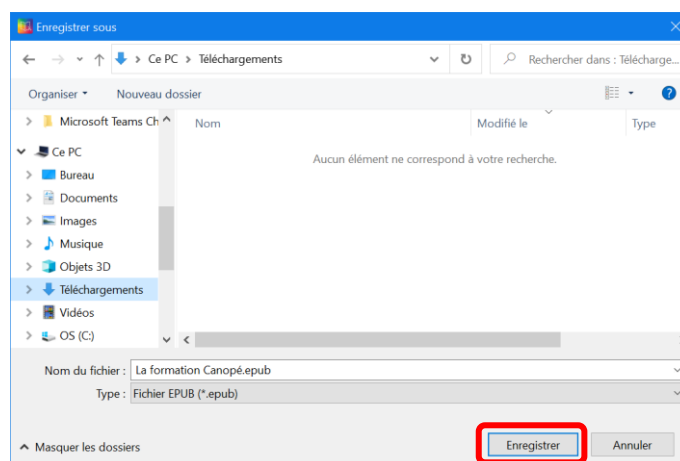 Enregistrer sous
Ce PC > Téléchargements
Rechercher dans : Télécharge...
Organiser
Nouveau dossier
Microsoft Teams Ch
Nom
Modifié le
Type
Aucun élément ne correspond à votre recherche.
Ce PC
Bureau
Documents
Images
Musique
Objets 3D
Téléchargements
Vidéos
OS (C:)
Nom du fichier : La formation Canopé.epub
Type : Fichier EPUB (*.epub)
Masquer les dossiers
Enregistrer
Annuler